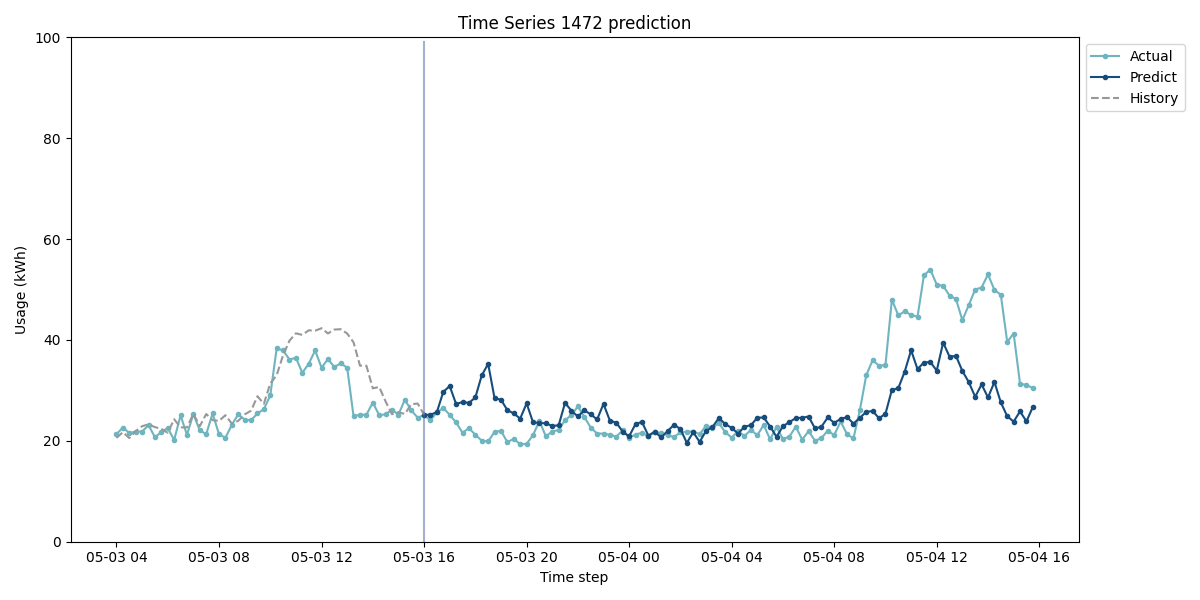 Time Series 1472 prediction
100
80
60
40
20
0
Usage (kWh)
05-03 04 05-03 08 05-03 12 05-03 16 05-03 20 05-04 00 05-04 04 05-04 08 05-04 12 05-04 16
Time step
Actual
Predict
History